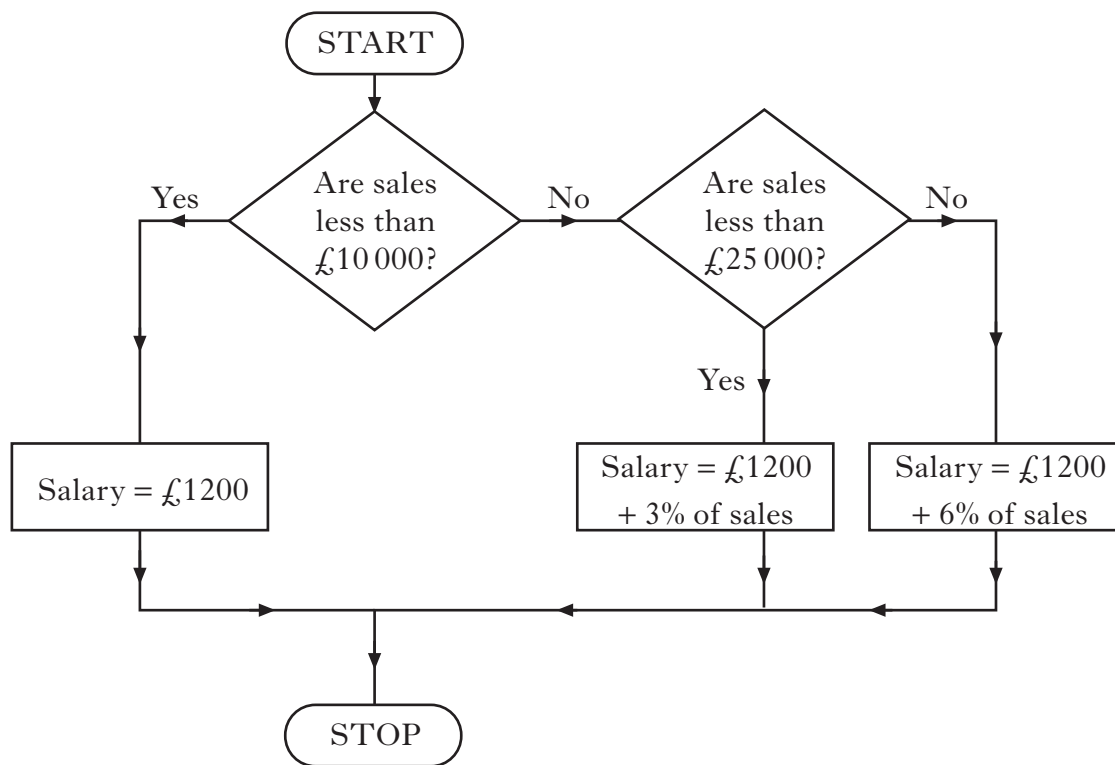 START
Yes
Are sales
less than
£10 000?
No
Are sales
less than
£25 000?
No
Yes
Salary = £1200
Salary = £1200
+ 3% of sales
Salary = £1200
+ 6% of sales
STOP